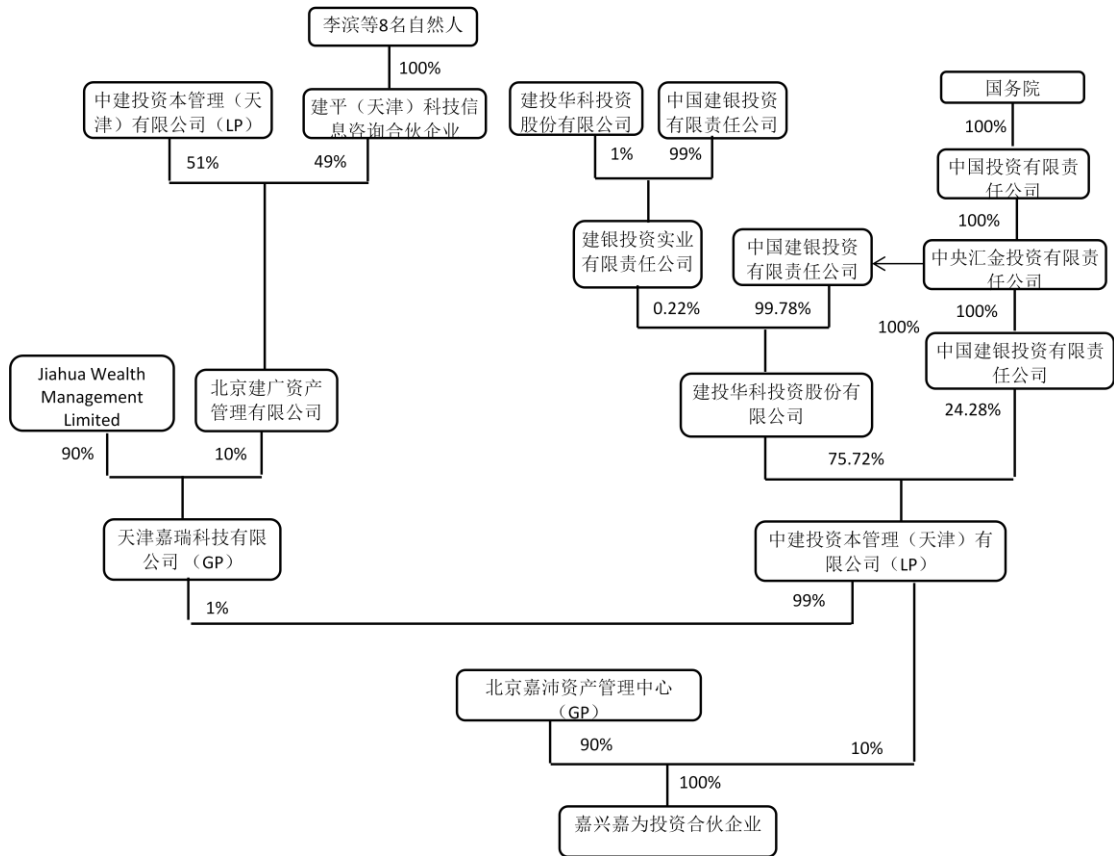 李滨等8名自然人
100%
中建投资本管理（天
津）有限公司（LP）
建平（天津）科技信
息咨询合伙企业
建投华科投资
股份有限公司
中国建银投资
有限责任公司
国务院
51%
49%
1%
99%
100%
中国投资有限责
任公司
100%
建银投资实业
有限责任公司
中国建银投资
有限责任公司
中央汇金投资有限责
任公司
0.22%
99.78%
100%
100%
中国建银投资有限责
任公司
Jiahua Wealth
Management
Limited
北京建广资产
管理有限公司
建投华科投资股份有
限公司
24.28%
90%
10%
75.72%
天津嘉瑞科技有限
公司（GP）
中建投资本管理（天津）有
限公司（LP）
1%
99%
北京嘉沛资产管理中心
（GP）
90%
10%
100%
嘉兴嘉为投资合伙企业